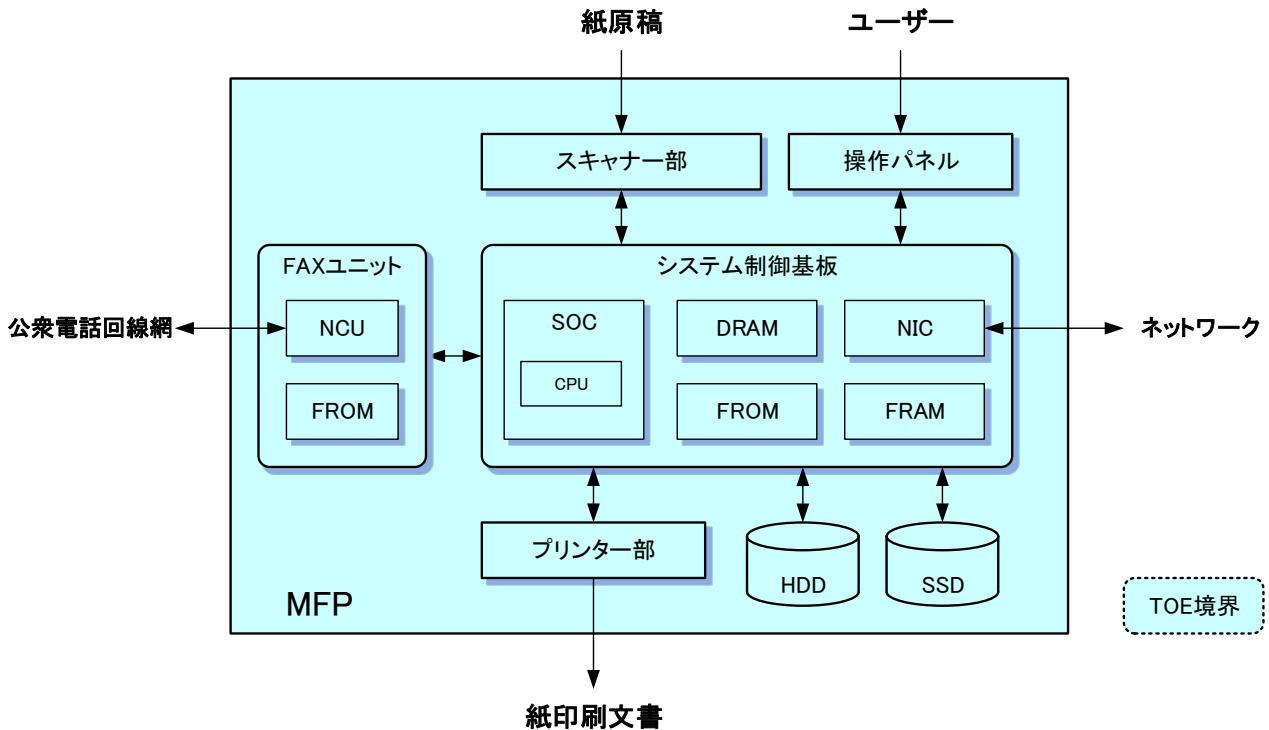 紙原稿
ユーザー
スキャナー部
操作パネル
FAXユニット
システム制御基板
公衆電話回線網
NCU
SOC
DRAM
NIC
ネットワーク
CPU
FROM
FROM
FRAM
プリンター部
HDD
SSD
MFP
TOE境界
紙印刷文書